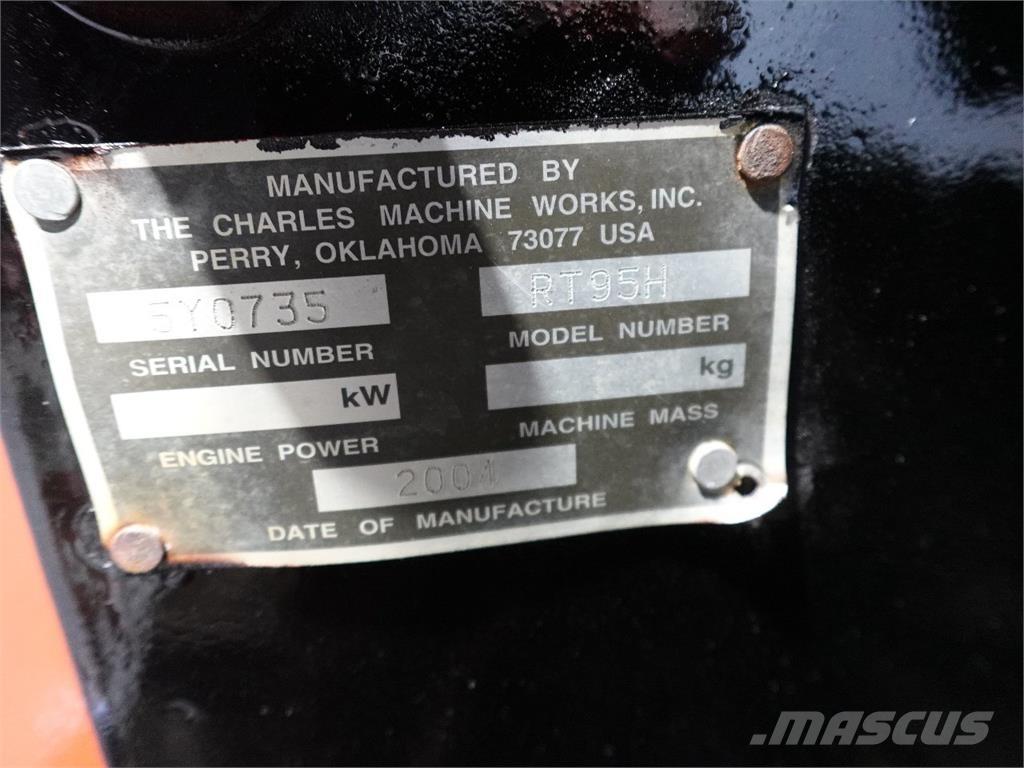 MANUFACTURED BY
THE CHARLES MACHINE WORKS, INC.
PERRY, OKLAHOMA 73077 USA
5Y0735 RT95H
SERIAL NUMBER MODEL NUMBER
kW kg
ENGINE POWER MACHINE MASS
2004
DATE OF MANUFACTURE
MASCUS